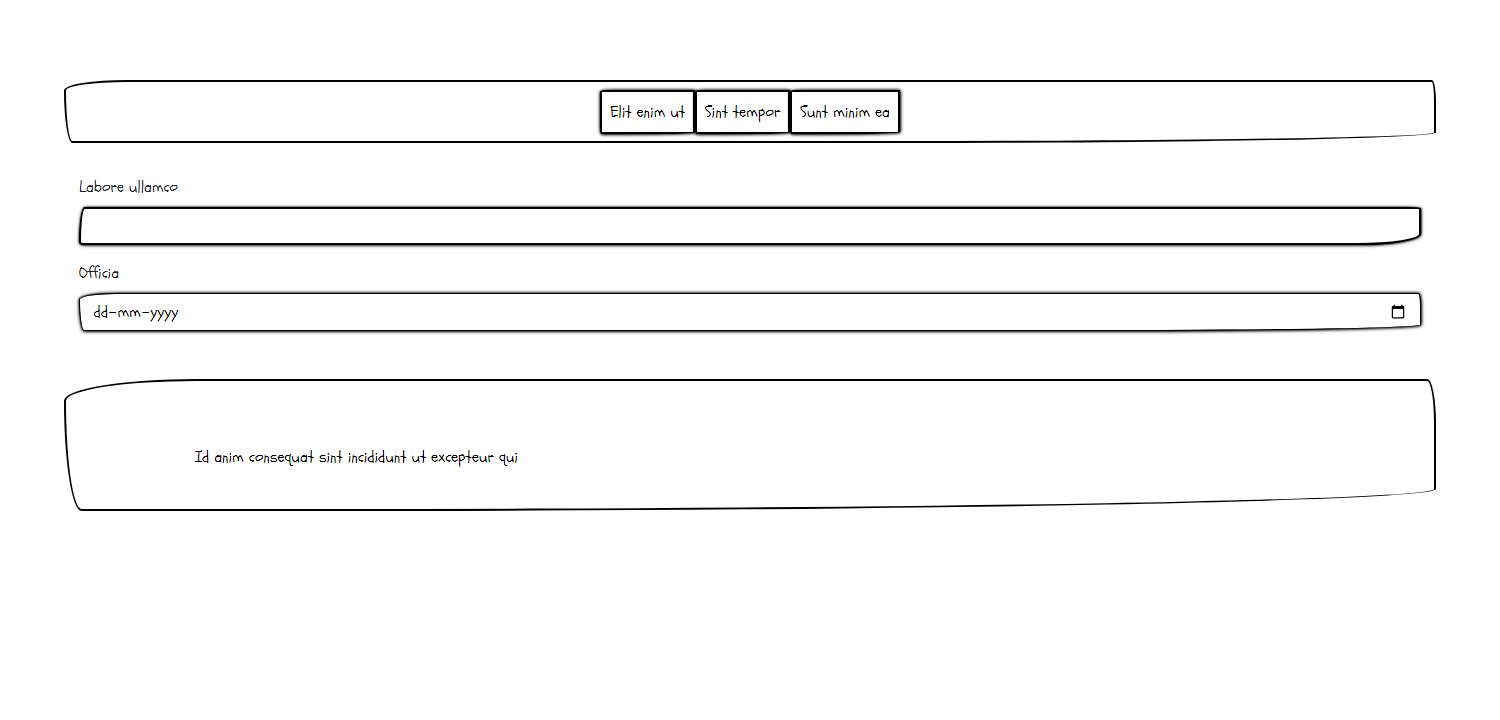 Elit enim ut Sint tempor Sunt minim ea
Labore ullamco
Officia
dd-mm-yyyy
Id anim consequat sint incididunt ut excepteur qui